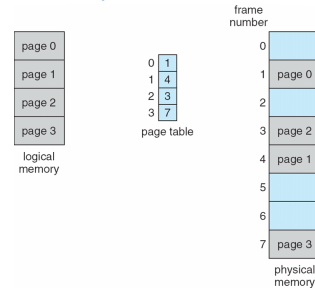 frame
number
page 0
page 1
page 2
page 3
logical
memory
0 1
1 4
2 3
3 7
page table
0
1 page 0
2
3 page 2
4 page 1
5
6
7 page 3
physical
memory